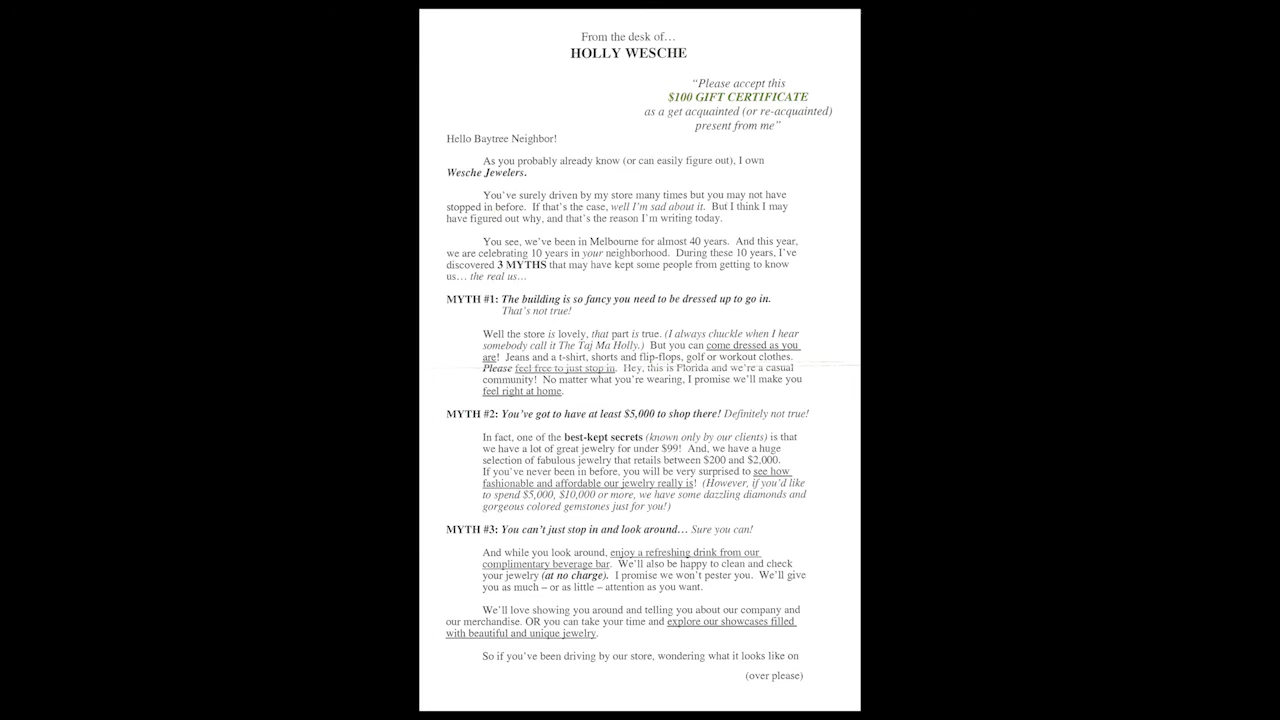 From the desk of…
HOLLY WESCHE
“Please accept this
$100 GIFT CERTIFICATE
as a get acquainted (or re-acquainted)
present from me”
Hello Baytree Neighbor!
As you probably already know (or can easily figure out), I own
Wesche Jewelers.
You’ve surely driven by my store many times but you may not have
stopped in before. If that’s the case, well I’m sad about it. But I think I may
have figured out why, and that’s the reason I’m writing today.
You see, we’ve been in Melbourne for almost 40 years. And this year,
we are celebrating 10 years in your neighborhood. During these 10 years, I’ve
discovered 3 MYTHS that may have kept some people from getting to know
us… the real us…
MYTH #1: The building is so fancy you need to be dressed up to go in.
That’s not true!
Well the store is lovely, that part is true. (I always chuckle when I hear
somebody call it The Taj Ma Holly.) But you can come dressed as you
are! Jeans and a t-shirt, shorts and flip-flops, golf or workout clothes.
Please feel free to just stop in. Hey, this is Florida and we’re a casual
community! No matter what you’re wearing, I promise we’ll make you
feel right at home.
MYTH #2: You’ve got to have at least $5,000 to shop there! Definitely not true!
In fact, one of the best-kept secrets (known only by our clients) is that
we have a lot of great jewelry for under $99! And, we have a huge
selection of fabulous jewelry that retails between $200 and $2,000.
If you’ve never been in before, you will be very surprised to see how
fashionable and affordable our jewelry really is! (However, if you’d like
to spend $5,000, $10,000 or more, we have some dazzling diamonds and
gorgeous colored gemstones just for you!)
MYTH #3: You can’t just stop in and look around… Sure you can!
And while you look around, enjoy a refreshing drink from our
complimentary beverage bar. We’ll also be happy to clean and check
your jewelry (at no charge). I promise we won’t pester you. We’ll give
you as much – or as little – attention as you want.
We’ll love showing you around and telling you about our company and
our merchandise. OR you can take your time and explore our showcases filled
with beautiful and unique jewelry.
So if you’ve been driving by our store, wondering what it looks like on
(over please)